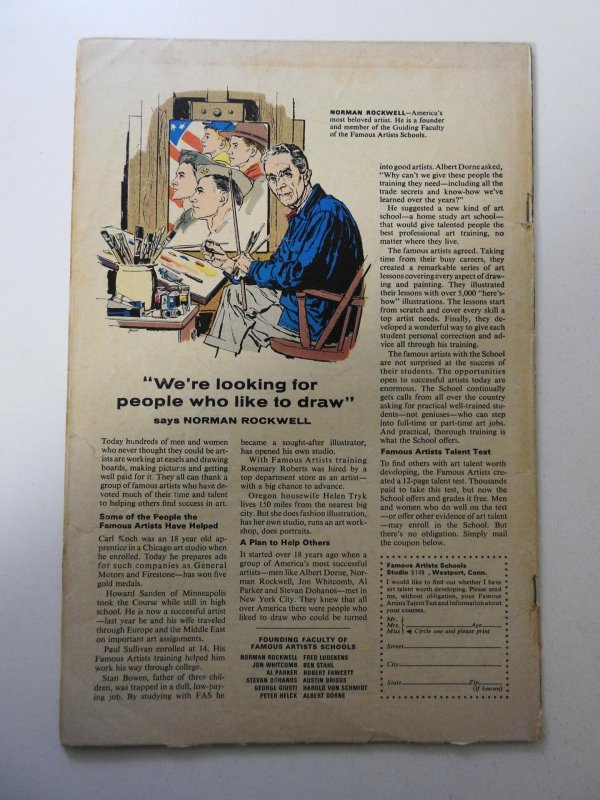 NORMAN ROCKWELL—America's
most beloved artist. He is a founder
and member of the Guiding Faculty
of the Famous Artists Schools.
"We're looking for
people who like to draw"
says NORMAN ROCKWELL
Today hundreds of men and women
who never thought they could be art-
ists are working at easels and drawing
boards, making pictures and getting
well paid for it. They all can thank a
group of famous artists who have de-
voted much of their time and talent
to helping others find success in art.
Some of the People the
Famous Artists Have Helped
Carl Koch was an 18 year old ap-
prentice in a Chicago art studio when
he enrolled. Today he prepares ads
for such companies as General
Motors and Firestone—has won five
gold medals.
Howard Sanden of Minneapolis
took the Course while still in high
school. He is now a successful artist
—last year he and his wife traveled
through Europe and the Middle East
on important art assignments.
Paul Sullivan enrolled at 14. His
Famous Artists training helped him
work his way through college.
Stan Bowen, father of three chil-
dren, was trapped in a dull, low-pay-
ing job. By studying with FAS he
became a sought-after illustrator,
has opened his own studio.
With Famous Artists training
Rosemary Roberts was hired by a
top department store as an artist—
with a big chance to advance.
Oregon housewife Helen Tryk
lives 150 miles from the nearest big
city. But she does fashion illustration,
has her own studio, runs an art work-
shop, does portraits.
A Plan to Help Others
It started over 18 years ago when a
group of America's most successful
artists—men like Albert Dorne, Nor-
man Rockwell, Jon Whitcomb, Al
Parker and Stevan Dohanos—met in
New York City. They knew that all
over America there were people who
liked to draw who could be turned
FOUNDING FACULTY OF
FAMOUS ARTISTS SCHOOLS
NORMAN ROCKWELL FRED LUDEKENS
JON WHITCOMB BEN STAHL
AL PARKER ROBERT FAWCETT
STEVAN DOHANOS AUSTIN BRIGGS
GEORGE GIUSTI HAROLD VON SCHMIDT
PETER HELCK ALBERT DORNE
into good artists. Albert Dorne asked,
"Why can't we give these people the
training they need—including all the
trade secrets and know-how we've
learned over the years?"
He suggested a new kind of art
school—a home study art school—
that would give talented people the
best professional art training, no
matter where they live.
The famous artists agreed. Taking
time from their busy careers, they
created a remarkable series of art
lessons covering every aspect of draw-
ing and painting. They illustrated
their lessons with over 5,000 "here's-
how" illustrations. The lessons start
from scratch and cover every skill a
top artist needs. Finally, they de-
veloped a wonderful way to give each
student personal correction and ad-
vice all through his training.
The famous artists with the School
are not surprised at the success of
their students. The opportunities
open to successful artists today are
enormous. The School continually
gets calls from all over the country
asking for practical well-trained stu-
dents—not geniuses—who can step
into full-time or part-time art jobs.
And practical, thorough training is
what the School offers.
Famous Artists Talent Test
To find others with art talent worth
developing, the Famous Artists cre-
ated a 12-page talent test. Thousands
paid to take this test, but now the
School offers and grades it free. Men
and women who do well on the test
—or offer other evidence of art talent
—may enroll in the School. But
there's no obligation. Simply mail
the coupon below.
Famous Artists Schools
Studio 5149, Westport, Conn.
I would like to find out whether I have
art talent worth developing. Please send
me, without obligation, your Famous
Artists Talent Test and information about
your courses.
Mr.
Mrs. Age
Miss Circle one and please print
Street
City
State Zip
(if known)